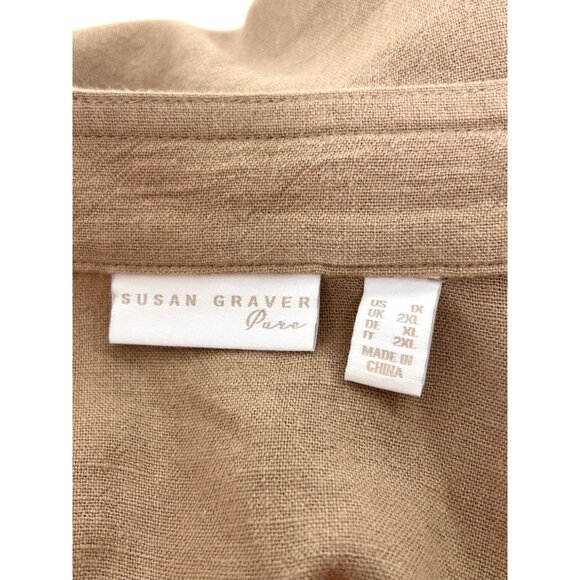 SUSAN GRAVER
Pure
US 1X
UK 2XL
DE XL
IT 2XL
MADE IN
CHINA